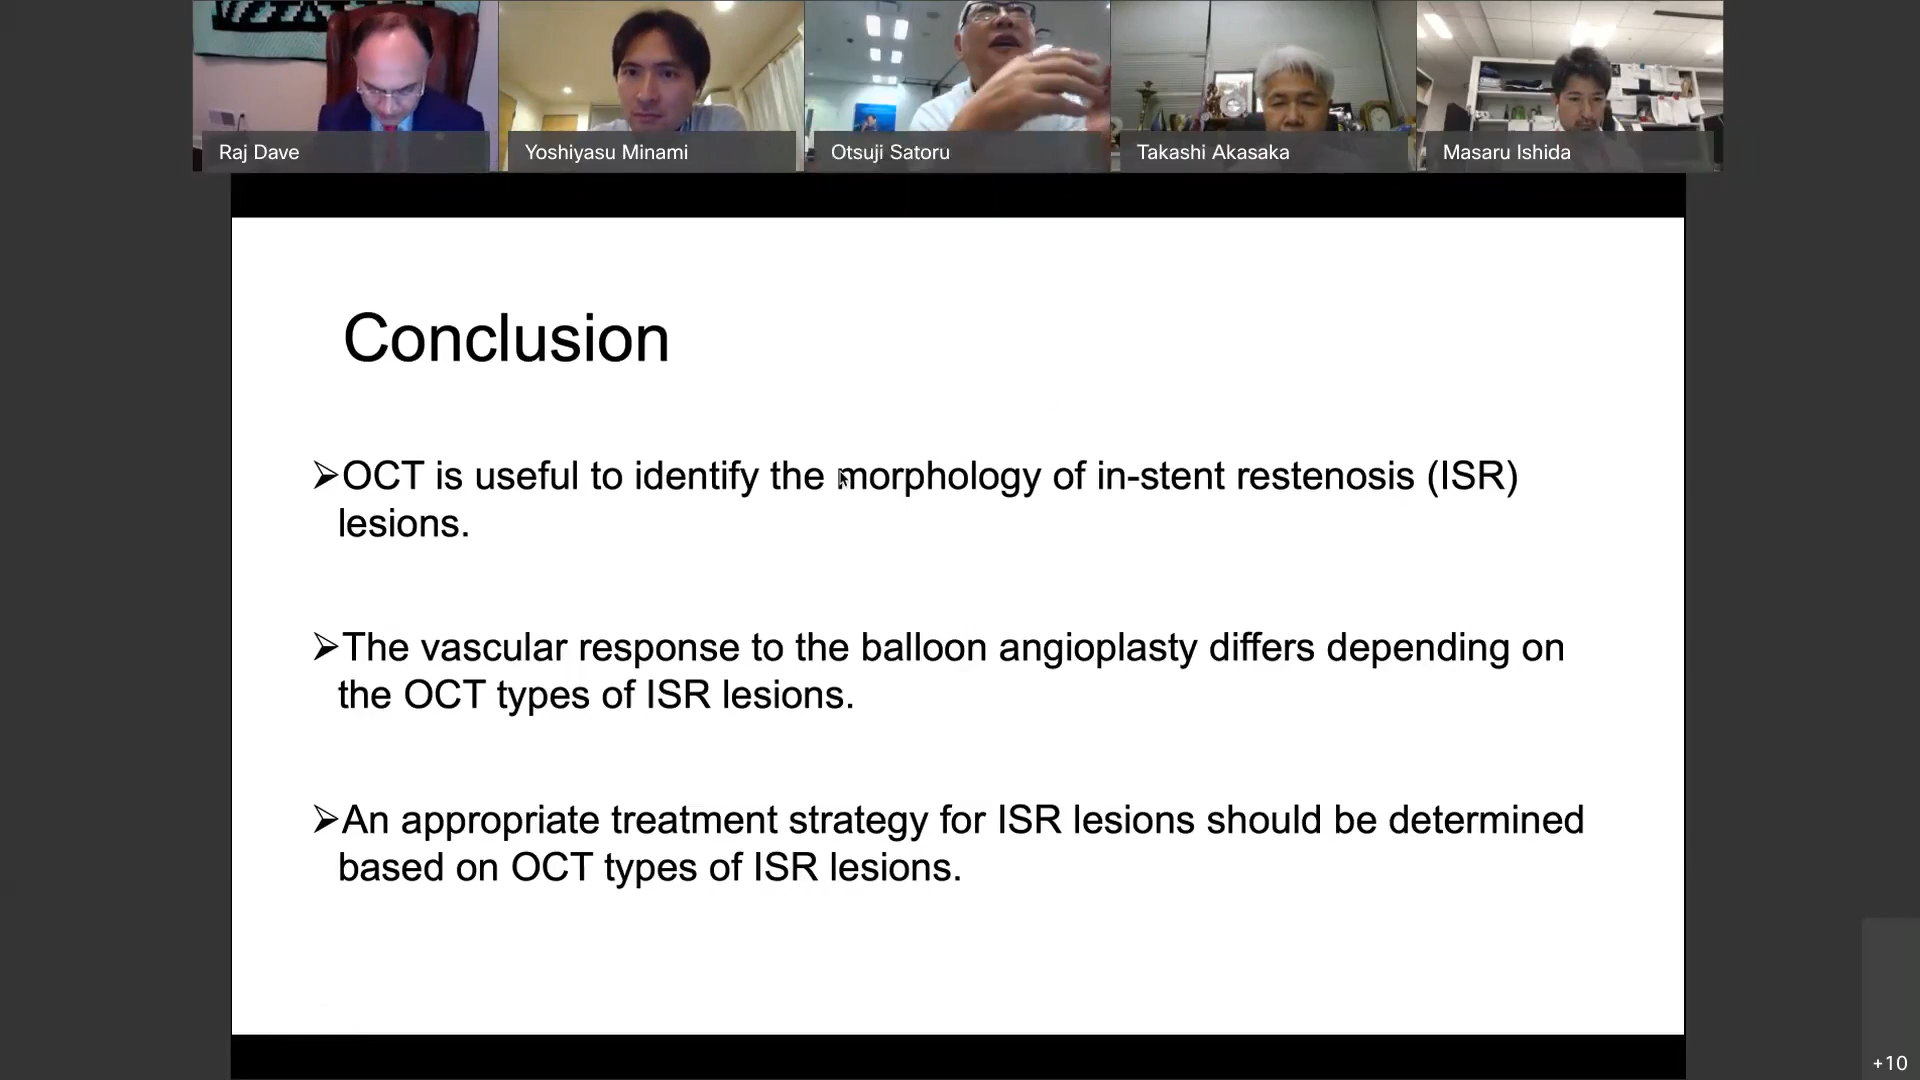 Raj Dave
Yoshiyasu Minami
Otsuji Satoru
Takashi Akasaka
Masaru Ishida
Conclusion
➢OCT is useful to identify the morphology of in-stent restenosis (ISR)
lesions.
➢The vascular response to the balloon angioplasty differs depending on
the OCT types of ISR lesions.
➢An appropriate treatment strategy for ISR lesions should be determined
based on OCT types of ISR lesions.
+10